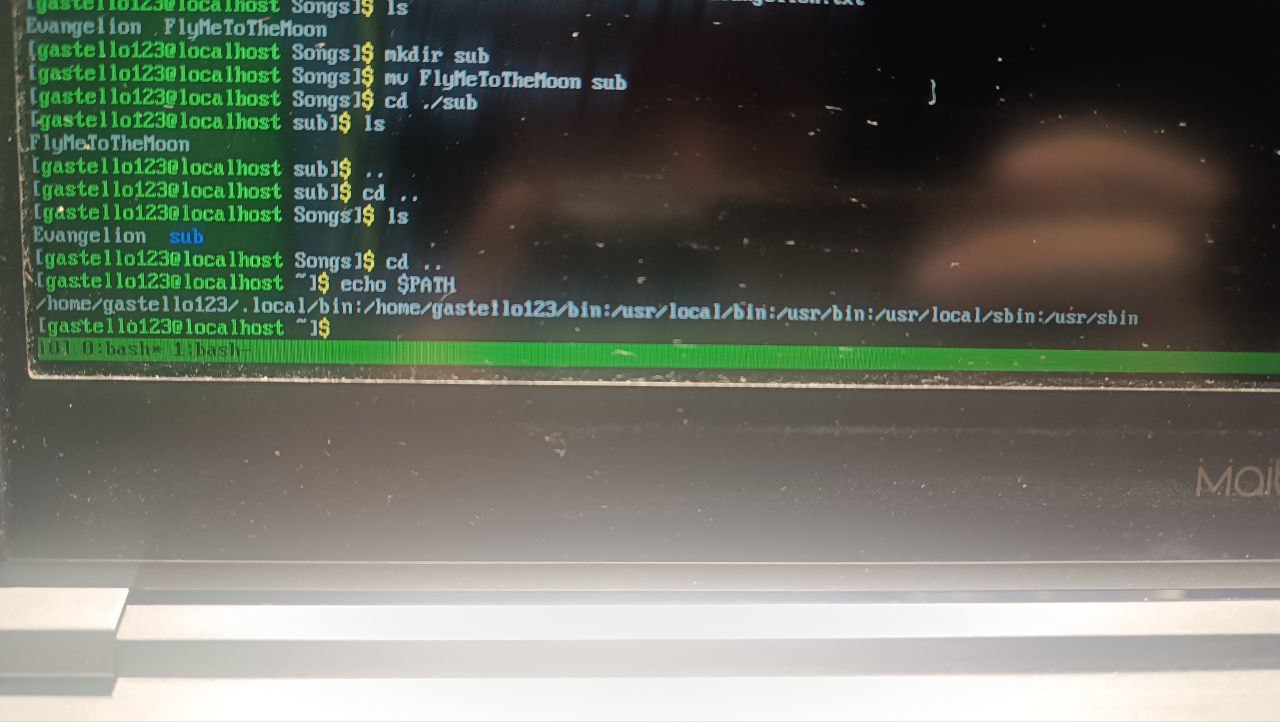 [gastello123@localhost Songs]$ ls
Evangelion FlyMeToTheMoon
[gastello123@localhost Songs]$ mkdir sub
[gastello123@localhost Songs]$ mv FlyMeToTheMoon sub
[gastello123@localhost Songs]$ cd ./sub
[gastello123@localhost sub]$ ls
FlyMeToTheMoon
[gastello123@localhost sub]$ ..
[gastello123@localhost sub]$ cd ..
[gastello123@localhost Songs]$ ls
Evangelion sub
[gastello123@localhost Songs]$ cd ..
[gastello123@localhost ~]$ echo $PATH
/home/gastello123/.local/bin:/home/gastello123/bin:/usr/local/bin:/usr/bin:/usr/local/sbin:/usr/sbin
[gastello123@localhost ~]$
[0] 0:bash* 1:bash-